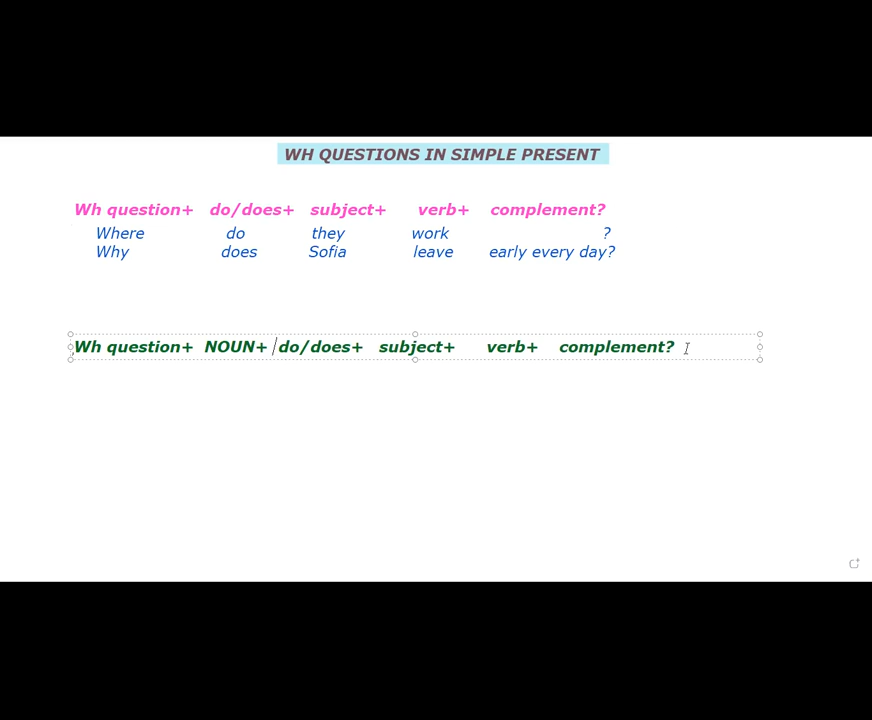 WH QUESTIONS IN SIMPLE PRESENT
Wh question+ do/does+ subject+ verb+ complement?
Where do they work ?
Why does Sofia leave early every day?
Wh question+ NOUN+ do/does+ subject+ verb+ complement?